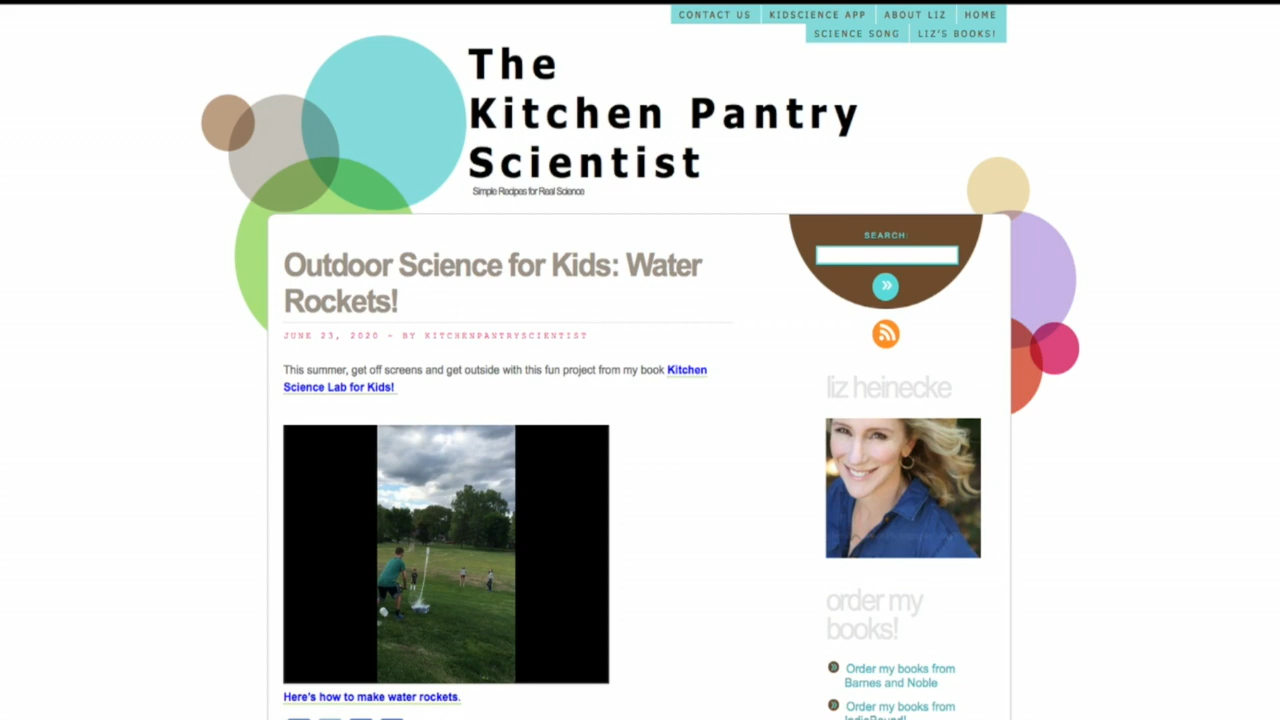 CONTACT US KIDSCIENCE APP ABOUT LIZ HOME
SCIENCE SONG LIZ'S BOOKS!
The
Kitchen Pantry
Scientist
Simple Recipes for Real Science
SEARCH:
»
Outdoor Science for Kids: Water
Rockets!
JUNE 23, 2020 - BY KITCHENPANTRYSCIENTIST
This summer, get off screens and get outside with this fun project from my book Kitchen
Science Lab for Kids!
Here's how to make water rockets.
liz heinecke
order my
books!
Order my books from
Barnes and Noble
Order my books from
IndieBound!